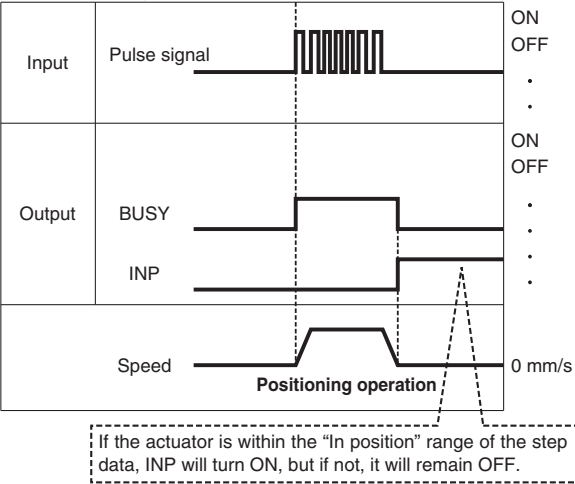 ON
OFF
Input
Pulse signal
ON
OFF
Output
BUSY
INP
Speed
0 mm/s
Positioning operation
If the actuator is within the “In position” range of the step
data, INP will turn ON, but if not, it will remain OFF.